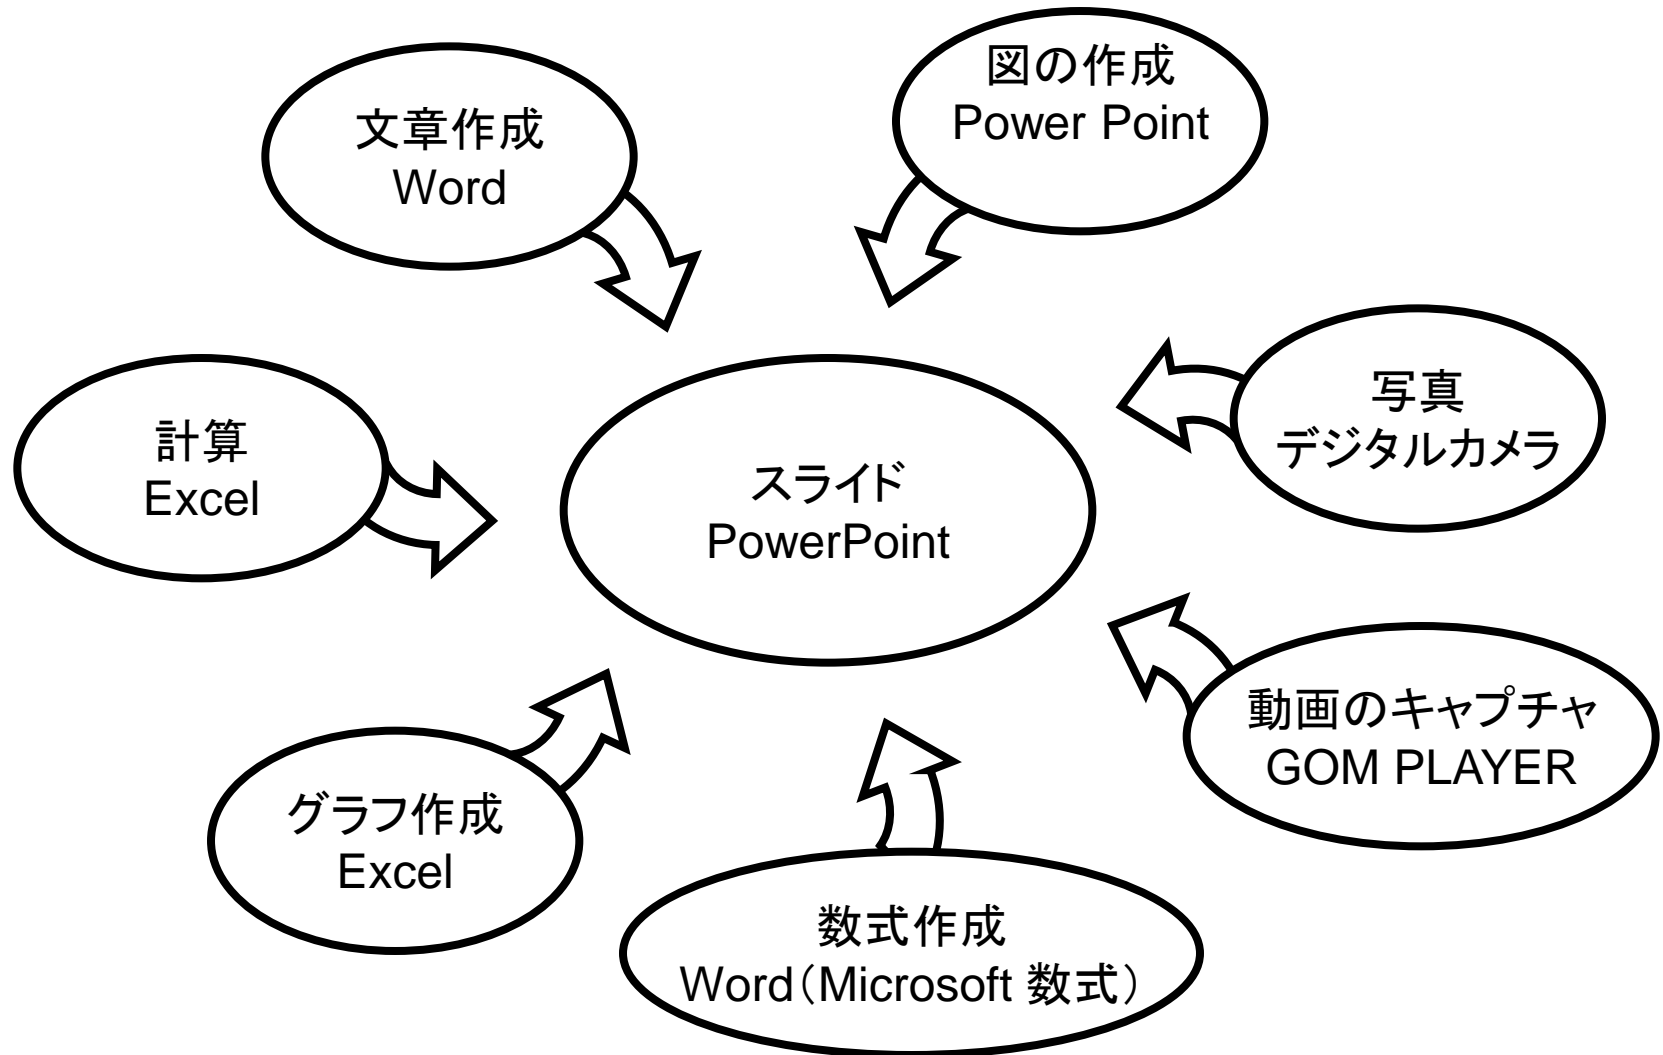 図の作成
Power Point
文章作成
Word
写真
デジタルカメラ
計算
Excel
スライド
PowerPoint
動画のキャプチャ
GOM PLAYER
グラフ作成
Excel
数式作成
Word（Microsoft 数式）